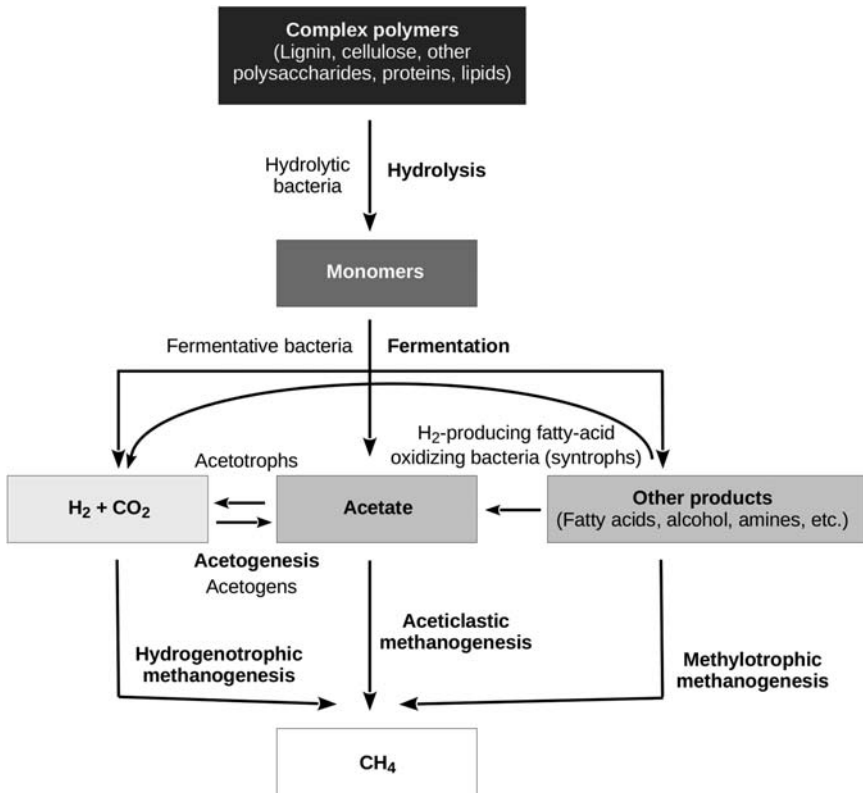 Complex polymers
(Lignin, cellulose, other
polysaccharides, proteins, lipids)
Hydrolytic
bacteria
Hydrolysis
Monomers
Fermentative bacteria
Fermentation
H₂-producing fatty-acid
oxidizing bacteria (syntrophs)
Acetotrophs
H₂ + CO₂
Acetate
Other products
(Fatty acids, alcohol, amines, etc.)
Acetogenesis
Acetogens
Hydrogenotrophic
methanogenesis
Aceticlastic
methanogenesis
Methylotrophic
methanogenesis
CH₄